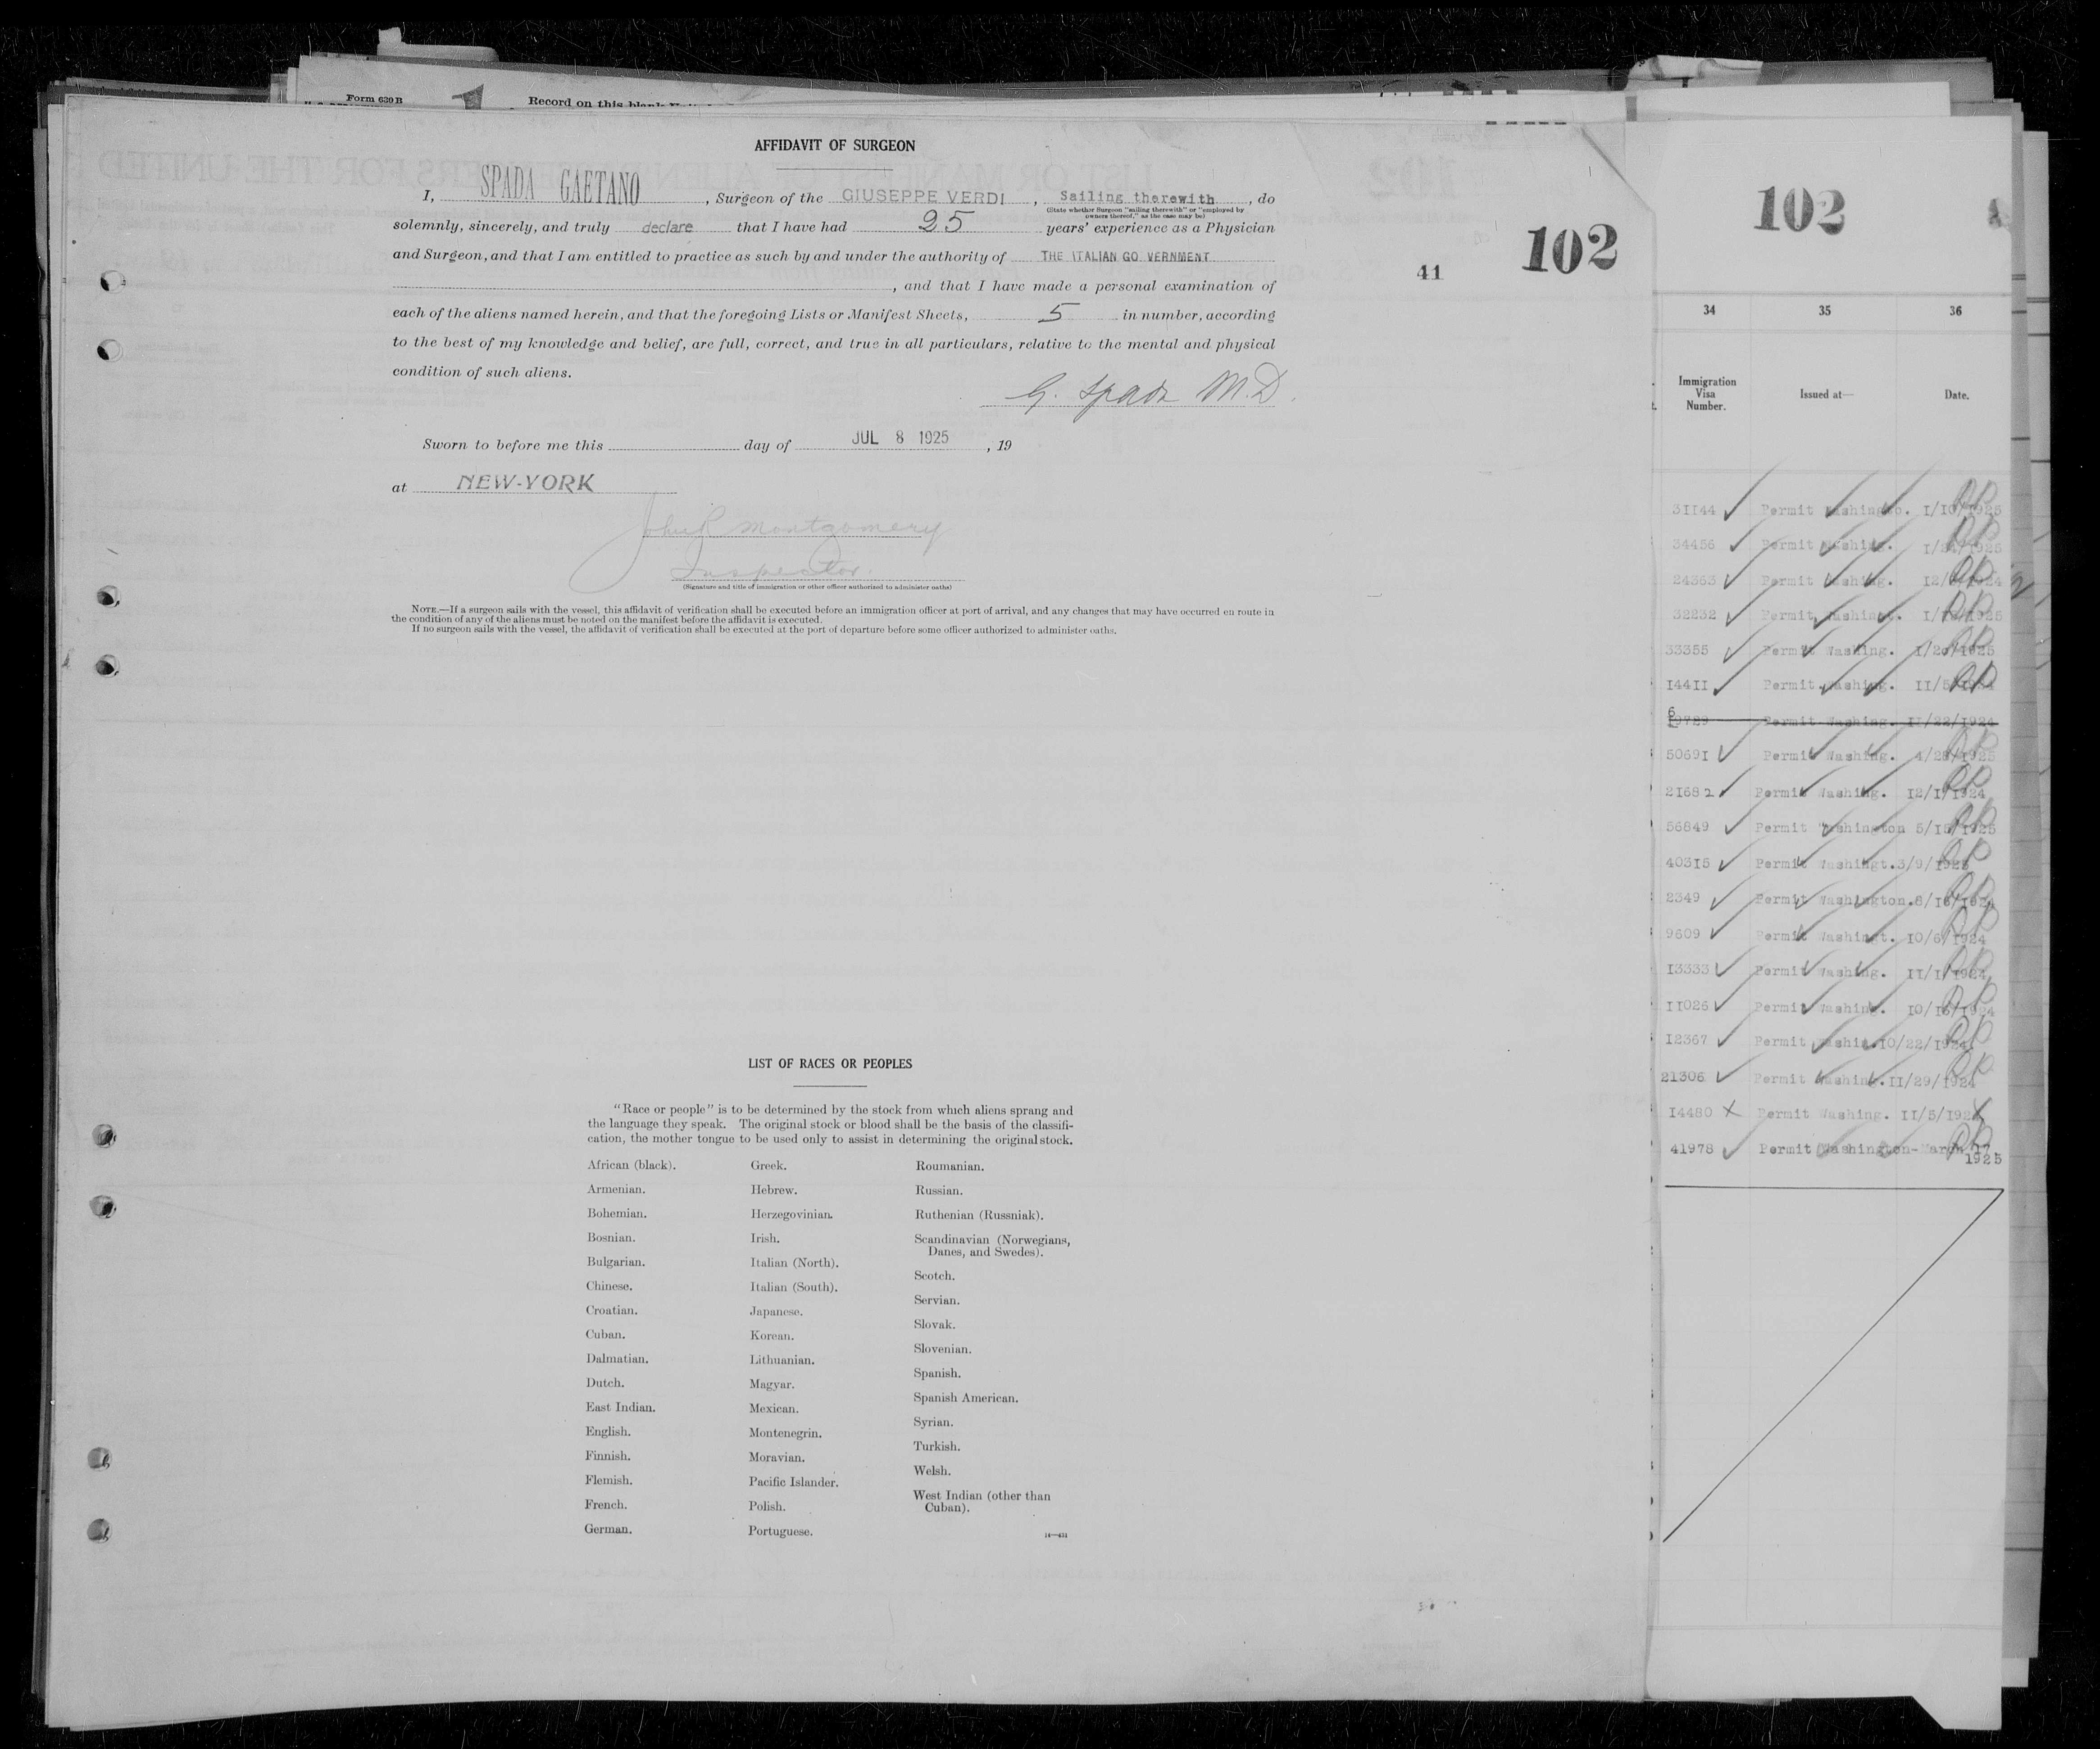 Form 630 B
Record on this blank
AFFIDAVIT OF SURGEON
I, SPADA GAETANO, Surgeon of the GIUSEPPE VERDI, Sailing therewith, do
(State whether Surgeon "sailing therewith" or "employed by
owners thereof," as the case may be)
solemnly, sincerely, and truly declare that I have had 25 years' experience as a Physician
and Surgeon, and that I am entitled to practice as such by and under the authority of THE ITALIAN GO VERNMENT
, and that I have made a personal examination of
each of the aliens named herein, and that the foregoing Lists or Manifest Sheets, 5 in number, according
to the best of my knowledge and belief, are full, correct, and true in all particulars, relative to the mental and physical
condition of such aliens.
G. Spada M.D.
Sworn to before me this day of JUL 8 1925, 19
at NEW-YORK
John R Montgomery
Inspector.
(Signature and title of immigration or other officer authorized to administer oaths)
NOTE.—If a surgeon sails with the vessel, this affidavit of verification shall be executed before an immigration officer at port of arrival, and any changes that may have occurred en route in
the condition of any of the aliens must be noted on the manifest before the affidavit is executed.
If no surgeon sails with the vessel, the affidavit of verification shall be executed at the port of departure before some officer authorized to administer oaths.
41
102
LIST OF RACES OR PEOPLES
"Race or people" is to be determined by the stock from which aliens sprang and
the language they speak. The original stock or blood shall be the basis of the classifi-
cation, the mother tongue to be used only to assist in determining the original stock.
African (black).
Armenian.
Bohemian.
Bosnian.
Bulgarian.
Chinese.
Croatian.
Cuban.
Dalmatian.
Dutch.
East Indian.
English.
Finnish.
Flemish.
French.
German.
Greek.
Hebrew.
Herzegovinian.
Irish.
Italian (North).
Italian (South).
Japanese.
Korean.
Lithuanian.
Magyar.
Mexican.
Montenegrin.
Moravian.
Pacific Islander.
Polish.
Portuguese.
Roumanian.
Russian.
Ruthenian (Russniak).
Scandinavian (Norwegians,
Danes, and Swedes).
Scotch.
Servian.
Slovak.
Slovenian.
Spanish.
Spanish American.
Syrian.
Turkish.
Welsh.
West Indian (other than
Cuban).
102
34 35 36
Immigration
Visa
Number.
Issued at—
Date.
31144 Permit
34456 Permit
24363 Permit Washing.
32232 Permit
33355 Permit Washing.
14411 Permit Washing.
Permit Washing. 11/22/1924
50691 Permit Washing.
21682 Permit Washing. 12/1/1924
56849 Permit Washington
40315 Permit Washingt. 3/9/1925
2349 Permit Washington.
9609 Permit Washingt. 10/6/1924
13333 Permit Washing. 11/1/1924
11026 Permit Washing.
12367 Permit 10/22/1924
21306 Permit Washing. 11/29/1924
14480 Permit Washing. 11/5/1924
41978 Permit Washington-March 17
1925